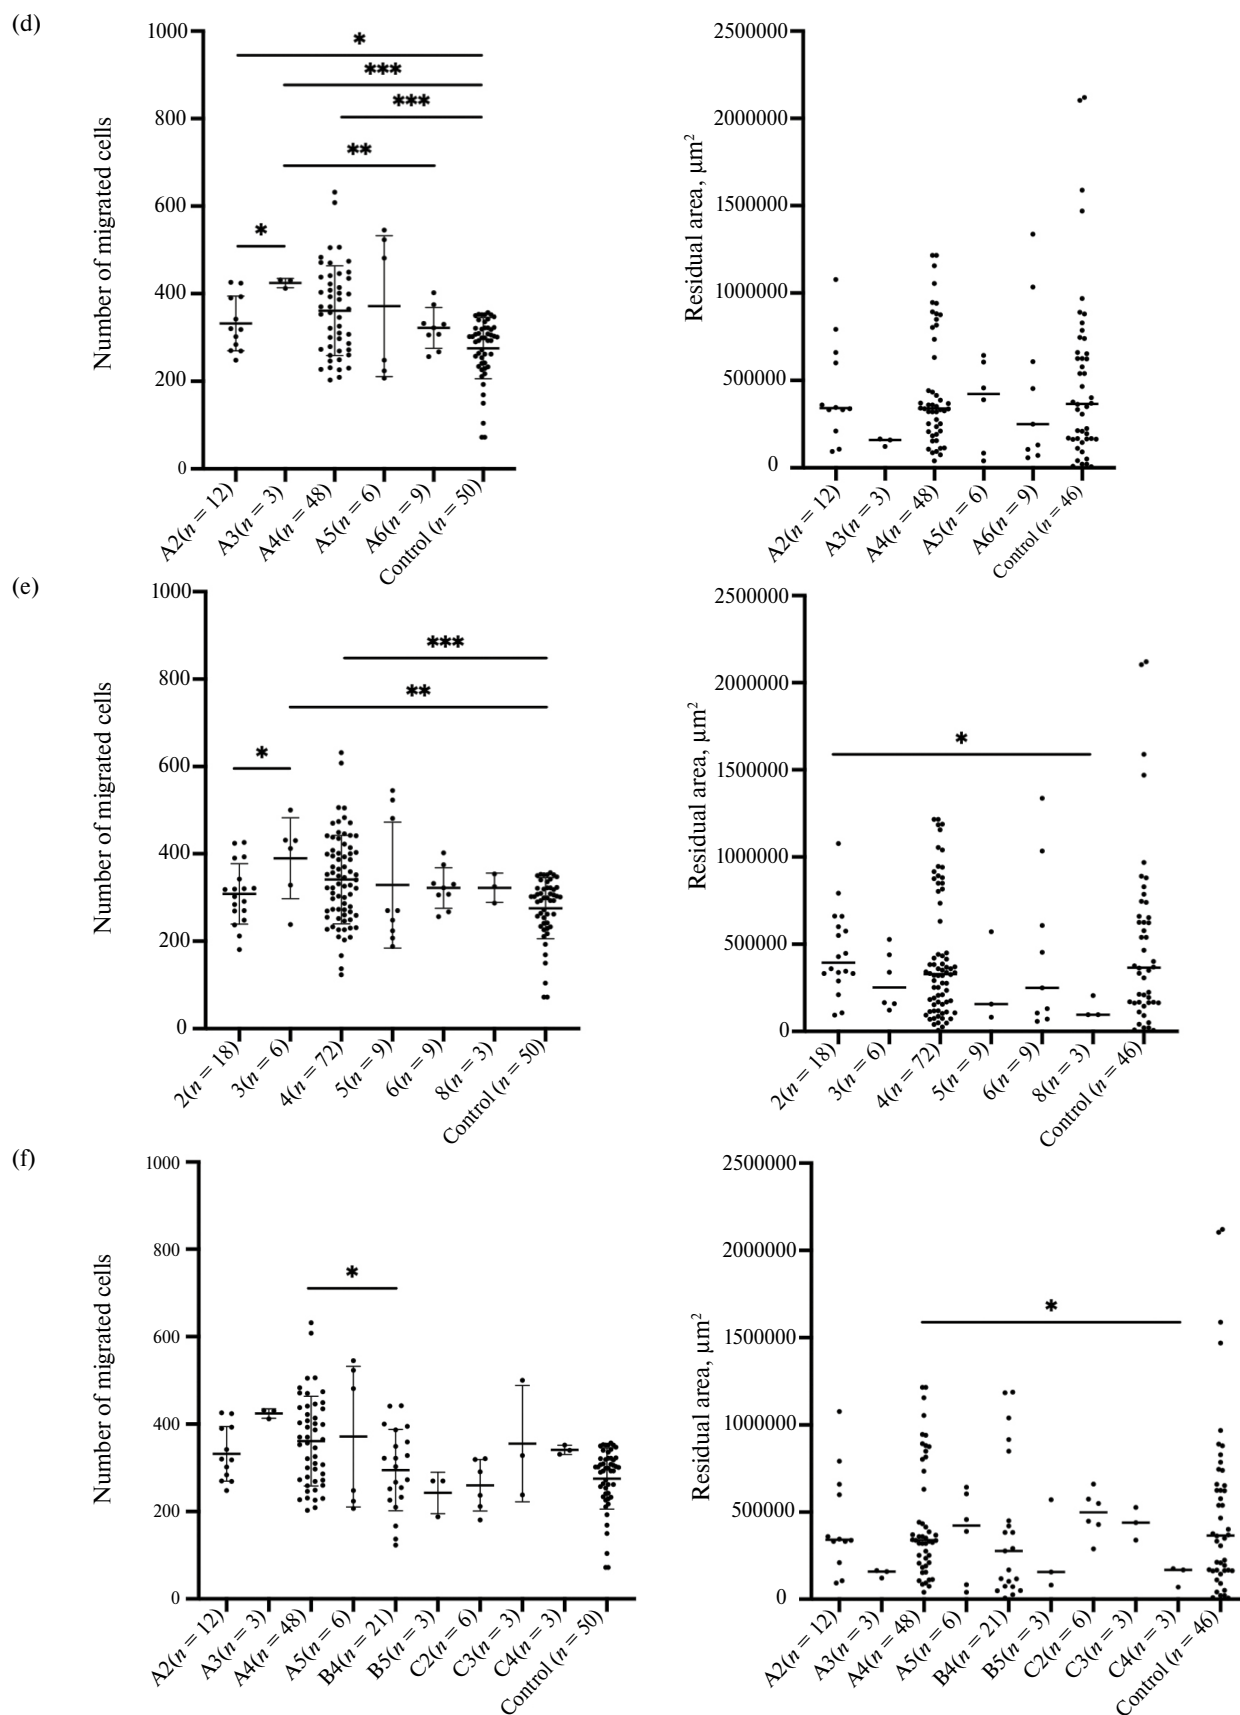 (d)
Number of migrated cells
1000
800
600
400
200
0
*
***
***
**
*
A2(n = 12)
A3(n = 3)
A4(n = 48)
A5(n = 6)
A6(n = 9)
Control (n = 50)
Residual area, μm²
2500000
2000000
1500000
1000000
500000
0
A2(n = 12)
A3(n = 3)
A4(n = 48)
A5(n = 6)
A6(n = 9)
Control (n = 46)
(e)
Number of migrated cells
1000
800
600
400
200
0
***
**
*
2(n = 18)
3(n = 6)
4(n = 72)
5(n = 9)
6(n = 9)
8(n = 3)
Control (n = 50)
Residual area, μm²
2500000
2000000
1500000
1000000
500000
0
*
2(n = 18)
3(n = 6)
4(n = 72)
5(n = 9)
6(n = 9)
8(n = 3)
Control (n = 46)
(f)
Number of migrated cells
1000
800
600
400
200
0
*
A2(n = 12)
A3(n = 3)
A4(n = 48)
A5(n = 6)
B4(n = 21)
B5(n = 3)
C2(n = 6)
C3(n = 3)
C4(n = 3)
Control (n = 50)
Residual area, μm²
2500000
2000000
1500000
1000000
500000
0
*
A2(n = 12)
A3(n = 3)
A4(n = 48)
A5(n = 6)
B4(n = 21)
B5(n = 3)
C2(n = 6)
C3(n = 3)
C4(n = 3)
Control (n = 46)